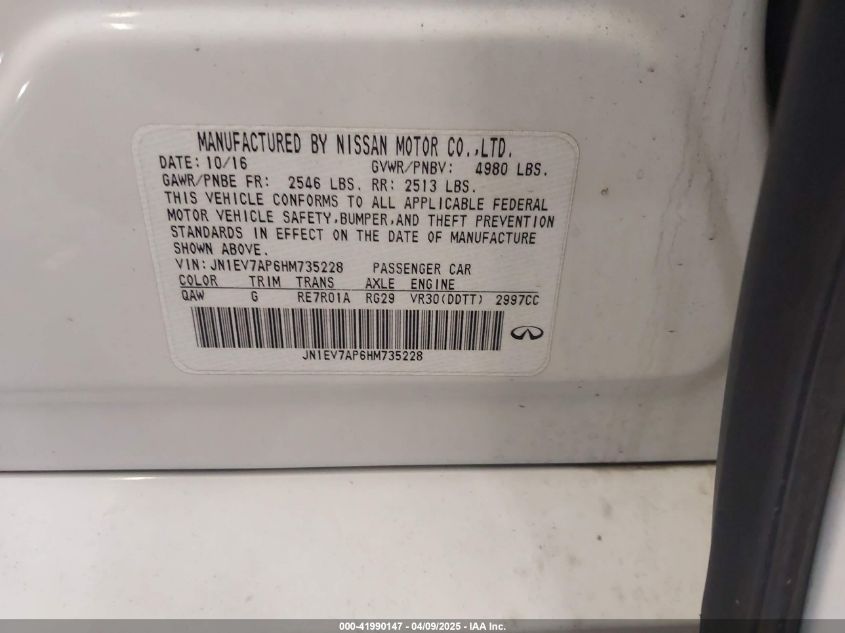 MANUFACTURED BY NISSAN MOTOR CO.,LTD.
DATE: 10/16 GVWR/PNBV: 4980 LBS.
GAWR/PNBE FR: 2546 LBS. RR: 2513 LBS.
THIS VEHICLE CONFORMS TO ALL APPLICABLE FEDERAL
MOTOR VEHICLE SAFETY,BUMPER,AND THEFT PREVENTION
STANDARDS IN EFFECT ON THE DATE OF MANUFACTURE
SHOWN ABOVE.
VIN:JN1EV7AP6HM735228 PASSENGER CAR
COLOR TRIM TRANS AXLE ENGINE
QAW G RE7R01A RG29 VR30(DDTT) 2997CC
JN1EV7AP6HM735228
000-41990147 - 04/09/2025 - IAA Inc.